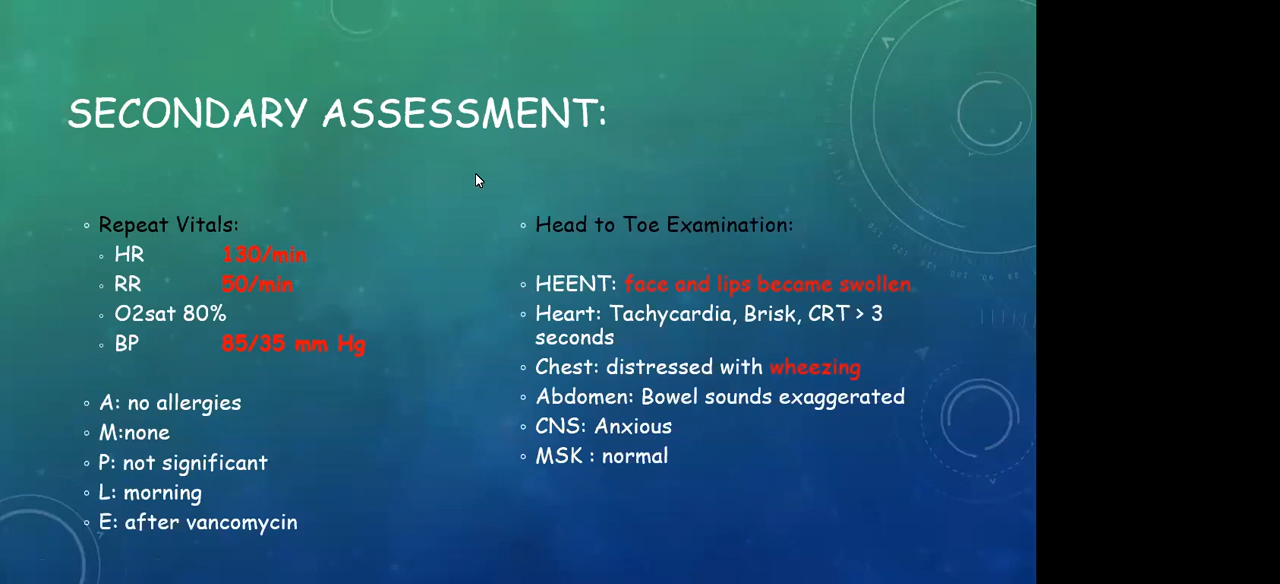 SECONDARY ASSESSMENT:
Repeat Vitals:
HR 130/min
RR 50/min
O2sat 80%
BP 85/35 mm Hg
A: no allergies
M:none
P: not significant
L: morning
E: after vancomycin
Head to Toe Examination:
HEENT: face and lips became swollen
Heart: Tachycardia, Brisk, CRT > 3
seconds
Chest: distressed with wheezing
Abdomen: Bowel sounds exaggerated
CNS: Anxious
MSK : normal